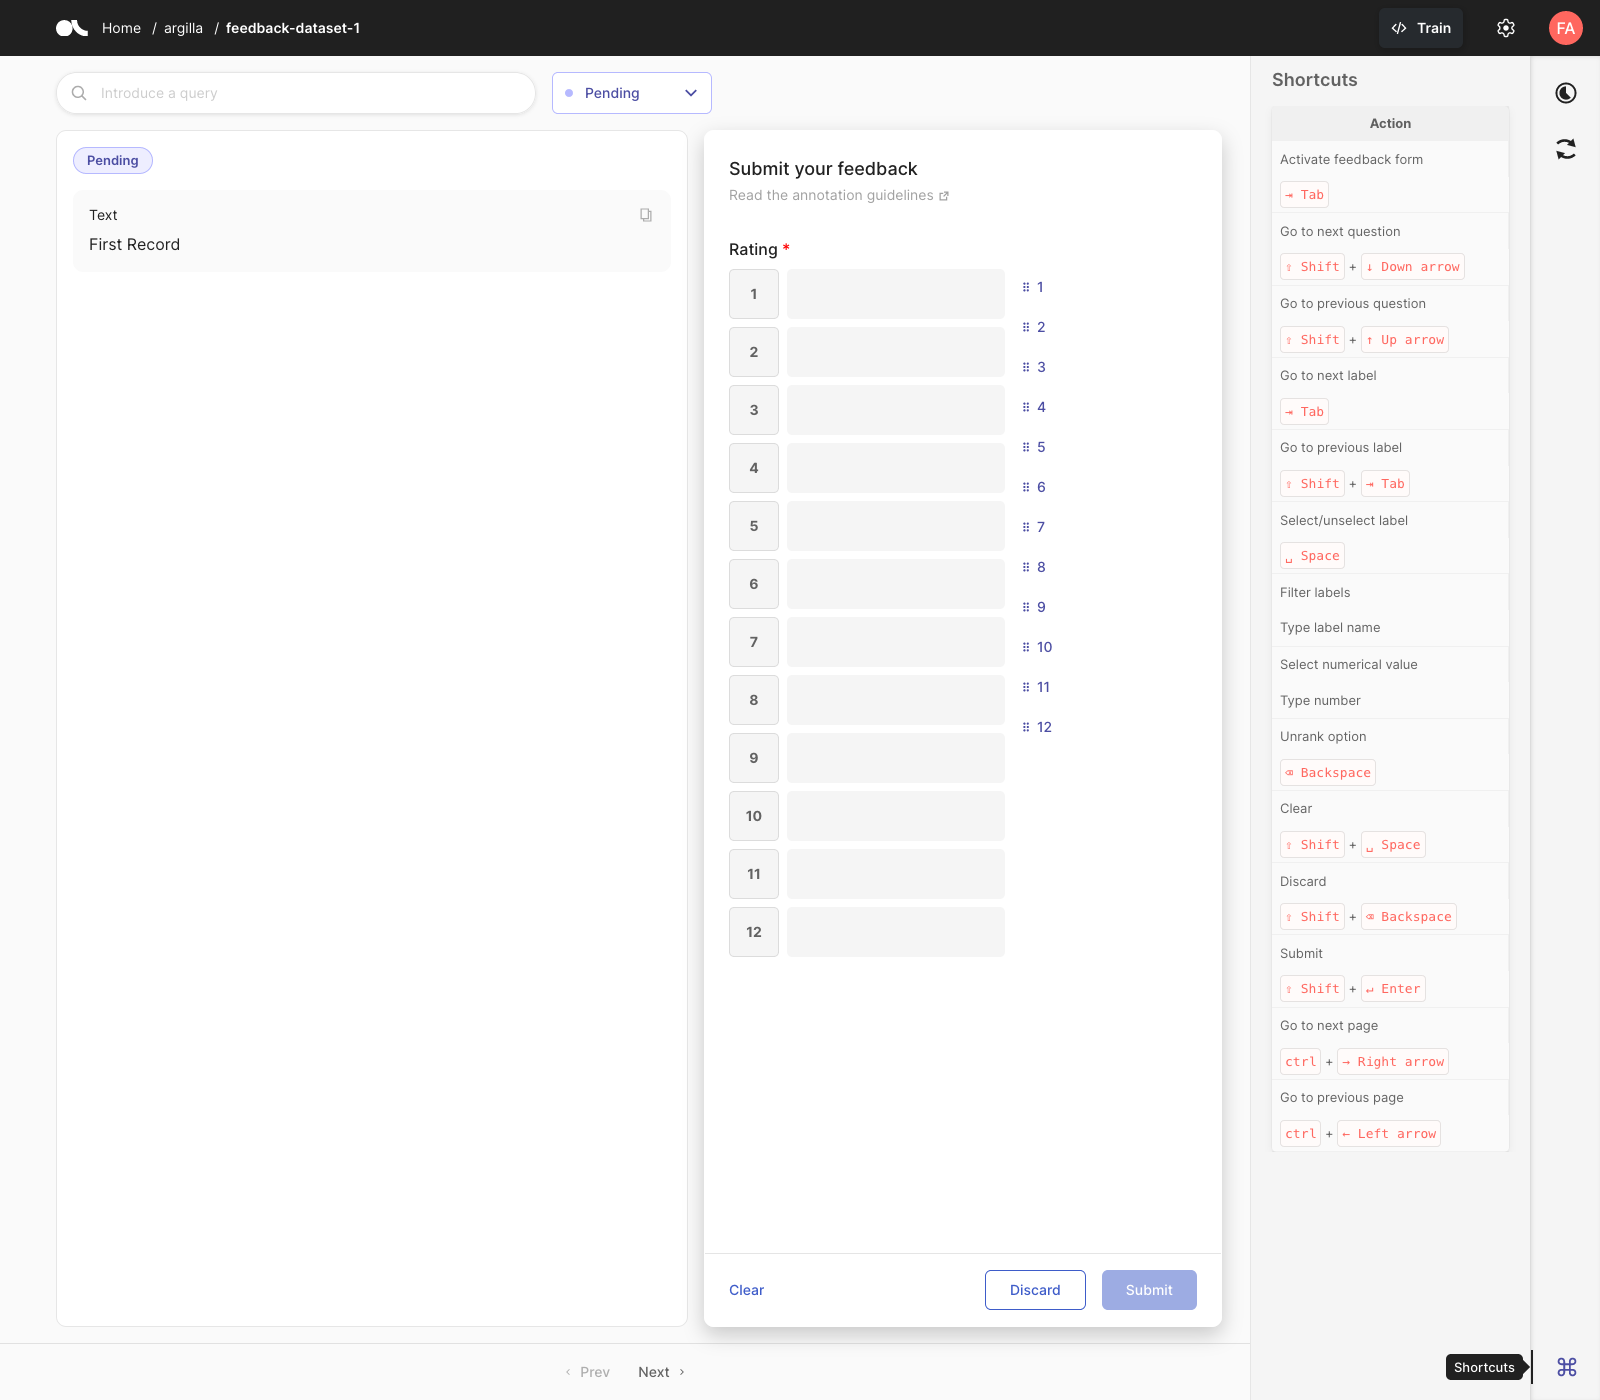 Home / argilla / feedback-dataset-1
Train
FA
Introduce a query
Pending
Pending
Text
First Record
Submit your feedback
Read the annotation guidelines
Rating *
1
2
3
4
5
6
7
8
9
10
11
12
1
2
3
4
5
6
7
8
9
10
11
12
Clear
Discard
Submit
‹ Prev
Next ›
Shortcuts
Action
Activate feedback form
⇥ Tab
Go to next question
⇧ Shift + ↓ Down arrow
Go to previous question
⇧ Shift + ↑ Up arrow
Go to next label
⇥ Tab
Go to previous label
⇧ Shift + ⇥ Tab
Select/unselect label
␣ Space
Filter labels
Type label name
Select numerical value
Type number
Unrank option
⌫ Backspace
Clear
⇧ Shift + ␣ Space
Discard
⇧ Shift + ⌫ Backspace
Submit
⇧ Shift + ↵ Enter
Go to next page
ctrl + → Right arrow
Go to previous page
ctrl + ← Left arrow
Shortcuts